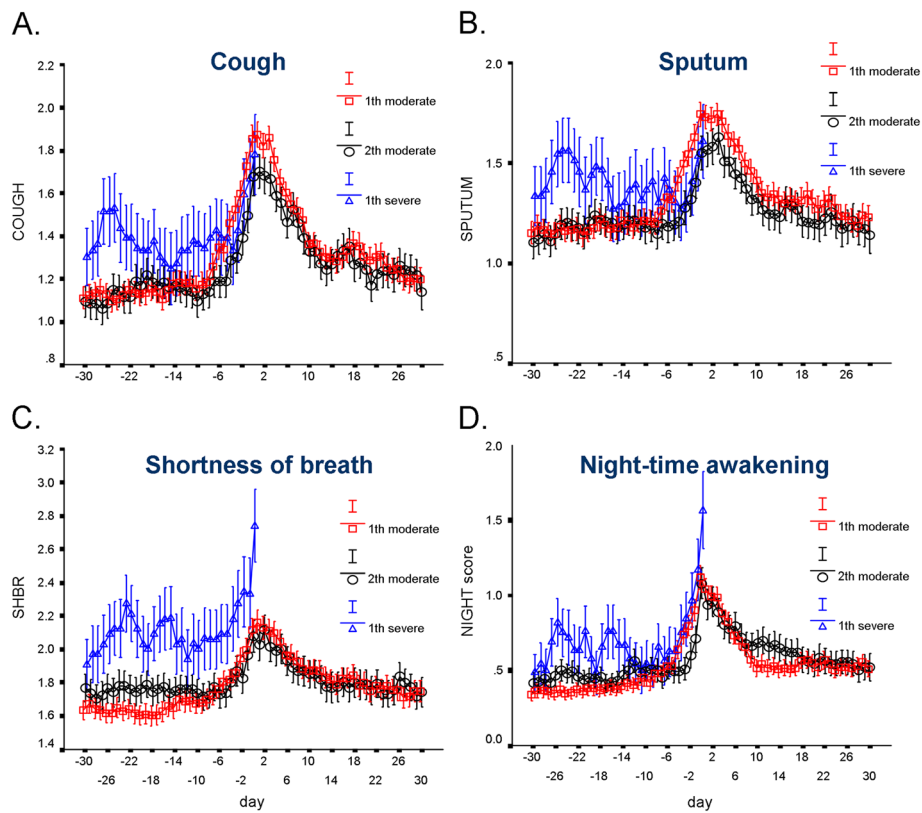 A.
Cough
COUGH
2.2
2.0
1.8
1.6
1.4
1.2
1.0
.8
1th moderate
2th moderate
1th severe
-30 -22 -14 -6 2 10 18 26
B.
Sputum
SPUTUM
2.0
1.5
1.0
.5
1th moderate
2th moderate
1th severe
-30 -22 -14 -6 2 10 18 26
C.
Shortness of breath
SHBR
3.2
3.0
2.8
2.6
2.4
2.2
2.0
1.8
1.6
1.4
1th moderate
2th moderate
1th severe
-30 -22 -14 -6 2 10 18 26
-26 -18 -10 -2 6 14 22 30
day
D.
Night-time awakening
NIGHT score
2.0
1.5
1.0
.5
0.0
1th moderate
2th moderate
1th severe
-30 -22 -14 -6 2 10 18 26
-26 -18 -10 -2 6 14 22 30
day